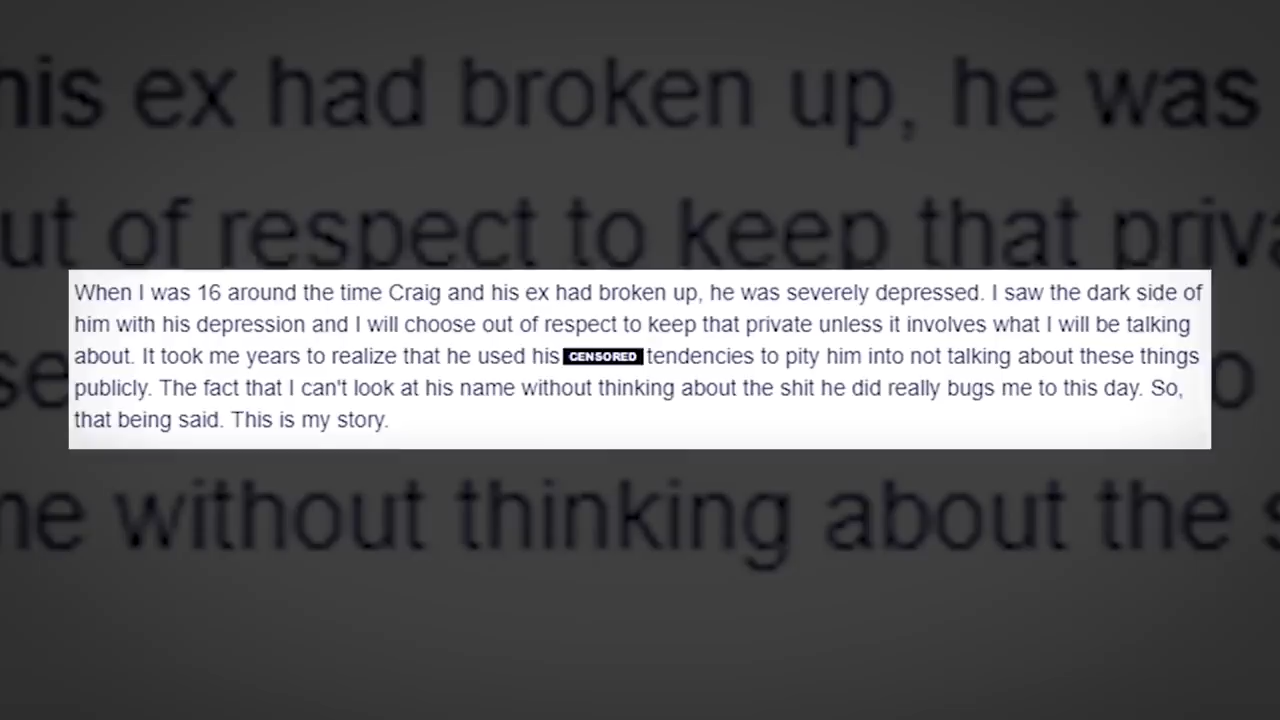 his ex had broken up, he was
ut of respect to keep that priva
When I was 16 around the time Craig and his ex had broken up, he was severely depressed. I saw the dark side of
him with his depression and I will choose out of respect to keep that private unless it involves what I will be talking
about. It took me years to realize that he used his CENSORED tendencies to pity him into not talking about these things
publicly. The fact that I can't look at his name without thinking about the shit he did really bugs me to this day. So,
that being said. This is my story.
me without thinking about the s